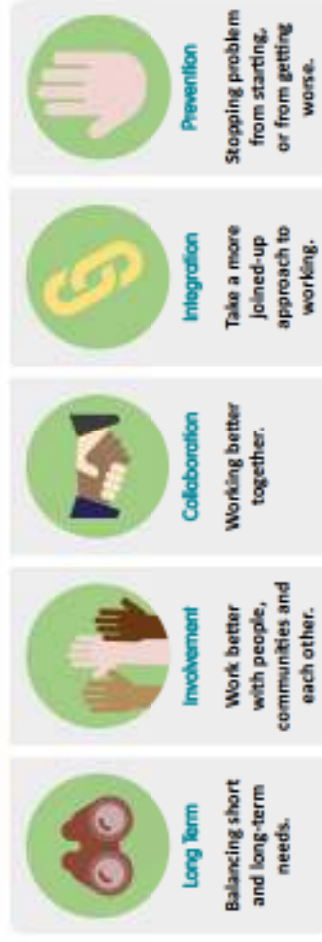 Long Term
Balancing short
and long-term
needs.
Involvement
Work better
with people,
communities and
each other.
Collaboration
Working better
together.
Integration
Take a more
joined-up
approach to
working.
Prevention
Stopping problem
from starting,
or from getting
worse.